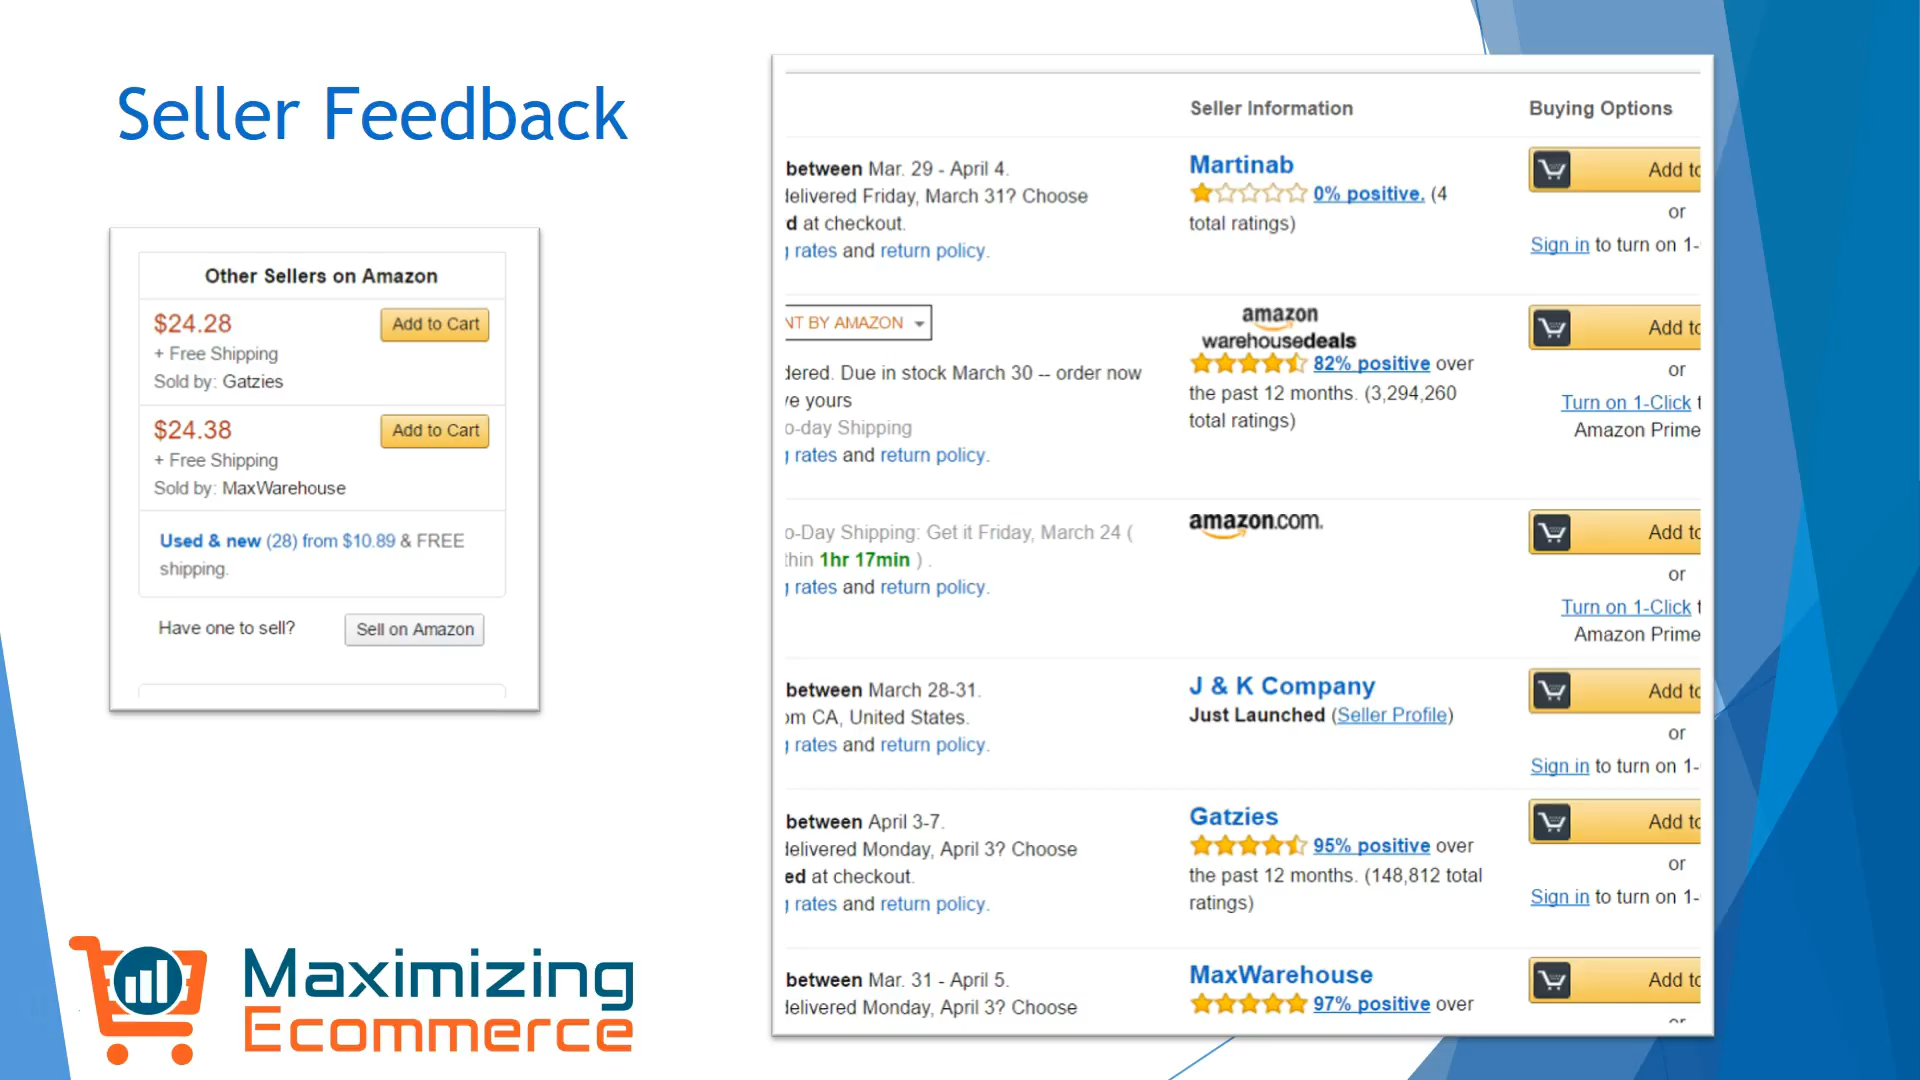 Seller Feedback
Other Sellers on Amazon
$24.28
Add to Cart
+ Free Shipping
Sold by: Gatzies
$24.38
Add to Cart
+ Free Shipping
Sold by: MaxWarehouse
Used & new (28) from $10.89 & FREE
shipping.
Have one to sell?
Sell on Amazon
Maximizing
Ecommerce
Seller Information
Buying Options
between Mar. 29 - April 4.
delivered Friday, March 31? Choose
d at checkout.
rates and return policy.
Martinab
0% positive. (4
total ratings)
Add to
or
Sign in to turn on 1-
NT BY AMAZON
dered. Due in stock March 30 -- order now
ve yours
o-day Shipping
rates and return policy.
amazon
warehousedeals
82% positive over
the past 12 months. (3,294,260
total ratings)
Add to
or
Turn on 1-Click t
Amazon Prime
o-Day Shipping: Get it Friday, March 24 (
thin 1hr 17min ) .
rates and return policy.
amazon.com.
Add to
or
Turn on 1-Click t
Amazon Prime
between March 28-31.
om CA, United States.
rates and return policy.
J & K Company
Just Launched (Seller Profile)
Add to
or
Sign in to turn on 1-
between April 3-7.
delivered Monday, April 3? Choose
ed at checkout.
rates and return policy.
Gatzies
95% positive over
the past 12 months. (148,812 total
ratings)
Add to
or
Sign in to turn on 1-
between Mar. 31 - April 5.
delivered Monday, April 3? Choose
MaxWarehouse
97% positive over
Add to
or